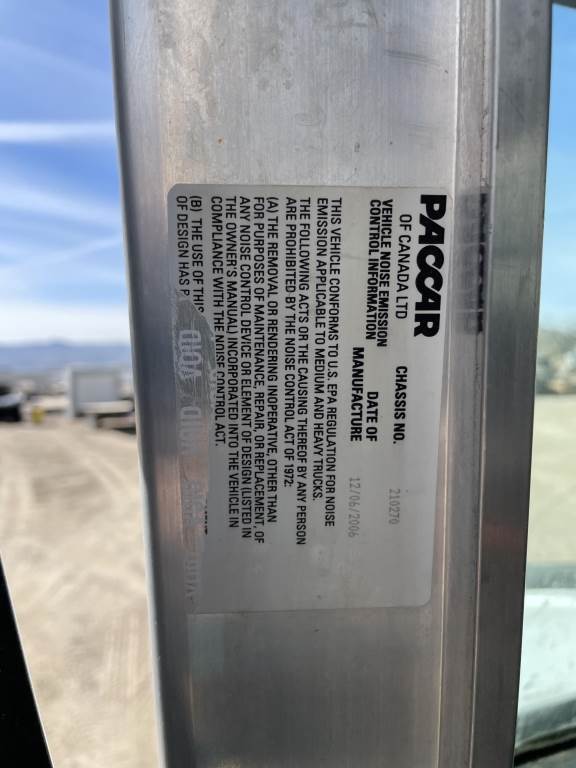 PACCAR
OF CANADA LTD
VEHICLE NOISE EMISSION
CONTROL INFORMATION
CHASSIS NO. 210270
DATE OF
MANUFACTURE 12/06/2006
THIS VEHICLE CONFORMS TO U.S. EPA REGULATION FOR NOISE
EMISSION APPLICABLE TO MEDIUM AND HEAVY TRUCKS.
THE FOLLOWING ACTS OR THE CAUSING THEREOF BY ANY PERSON
ARE PROHIBITED BY THE NOISE CONTROL ACT OF 1972:
(A) THE REMOVAL OR RENDERING INOPERATIVE, OTHER THAN
FOR PURPOSES OF MAINTENANCE, REPAIR, OR REPLACEMENT, OF
ANY NOISE CONTROL DEVICE OR ELEMENT OF DESIGN (LISTED IN
THE OWNER'S MANUAL) INCORPORATED INTO THE VEHICLE IN
COMPLIANCE WITH THE NOISE CONTROL ACT.
(B) THE USE OF THIS
OF DESIGN HAS
VOID VOID